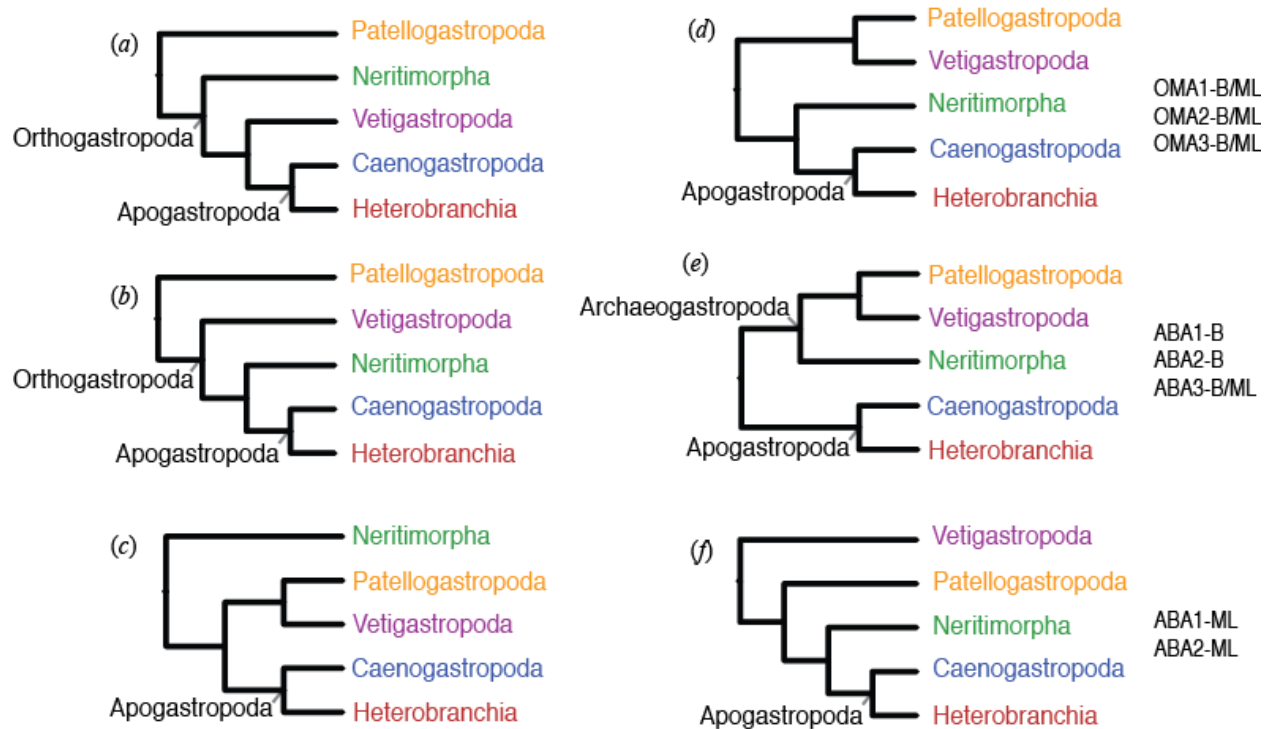 (a)
Patellogastropoda
Neritimorpha
Vetigastropoda
Orthogastropoda
Caenogastropoda
Apogastropoda
Heterobranchia
(b)
Patellogastropoda
Vetigastropoda
Neritimorpha
Orthogastropoda
Caenogastropoda
Apogastropoda
Heterobranchia
(c)
Neritimorpha
Patellogastropoda
Vetigastropoda
Caenogastropoda
Apogastropoda
Heterobranchia
(d)
Patellogastropoda
Vetigastropoda
Neritimorpha
Caenogastropoda
Apogastropoda
Heterobranchia
OMA1-B/ML
OMA2-B/ML
OMA3-B/ML
(e)
Patellogastropoda
Archaeogastropoda
Vetigastropoda
Neritimorpha
Caenogastropoda
Apogastropoda
Heterobranchia
ABA1-B
ABA2-B
ABA3-B/ML
(f)
Vetigastropoda
Patellogastropoda
Neritimorpha
Caenogastropoda
Apogastropoda
Heterobranchia
ABA1-ML
ABA2-ML